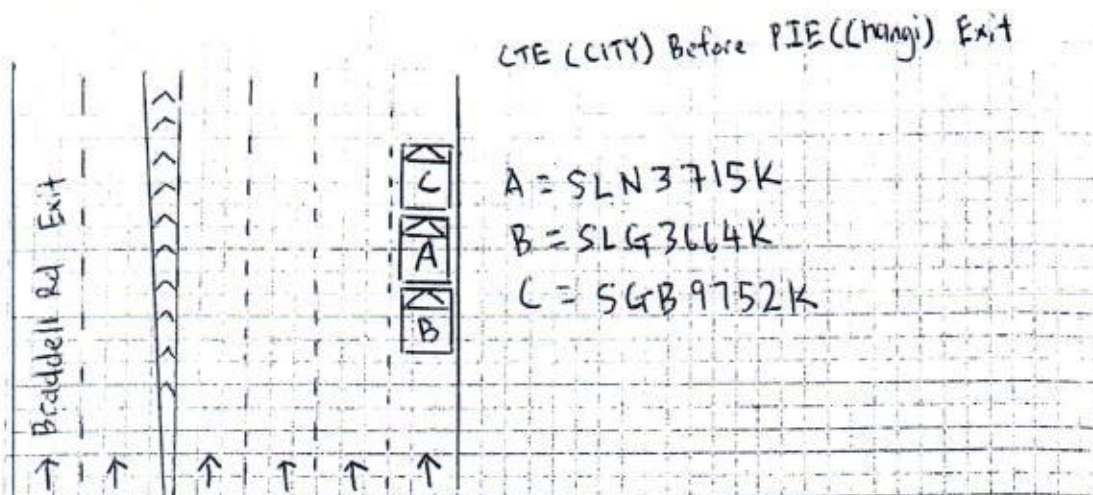 CTE (CITY) Before PIE (Changi) Exit
A = SLN3715K
B = SLG3664K
C = SGB9752K
C
A
B
Braddell Rd Exit